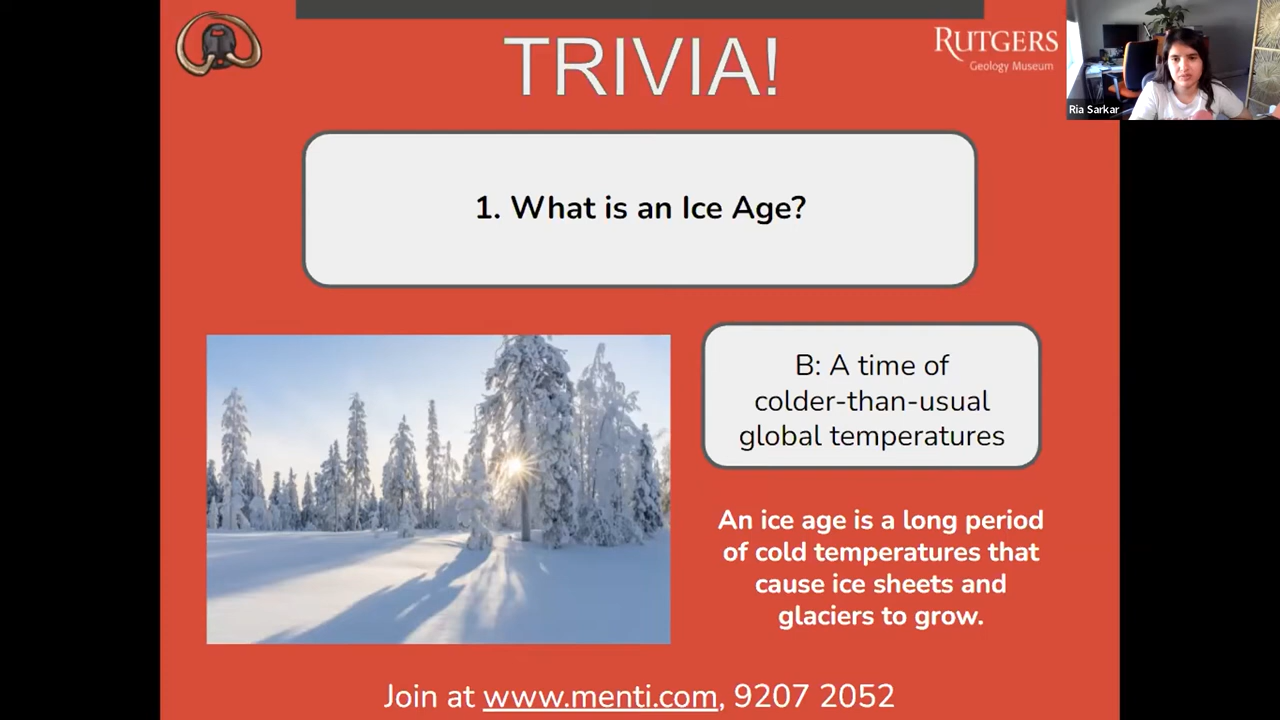 TRIVIA!
RUTGERS
Geology Museum
Ria Sarkar
1. What is an Ice Age?
B: A time of
colder-than-usual
global temperatures
An ice age is a long period
of cold temperatures that
cause ice sheets and
glaciers to grow.
Join at www.menti.com, 9207 2052